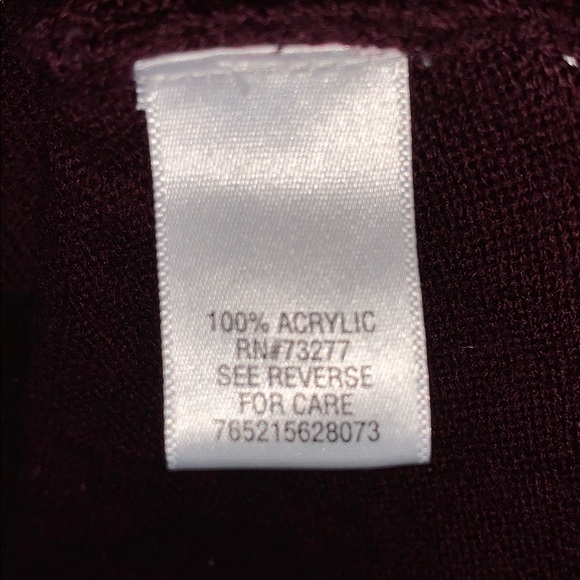 100% ACRYLIC
RN#73277
SEE REVERSE
FOR CARE
765215628073